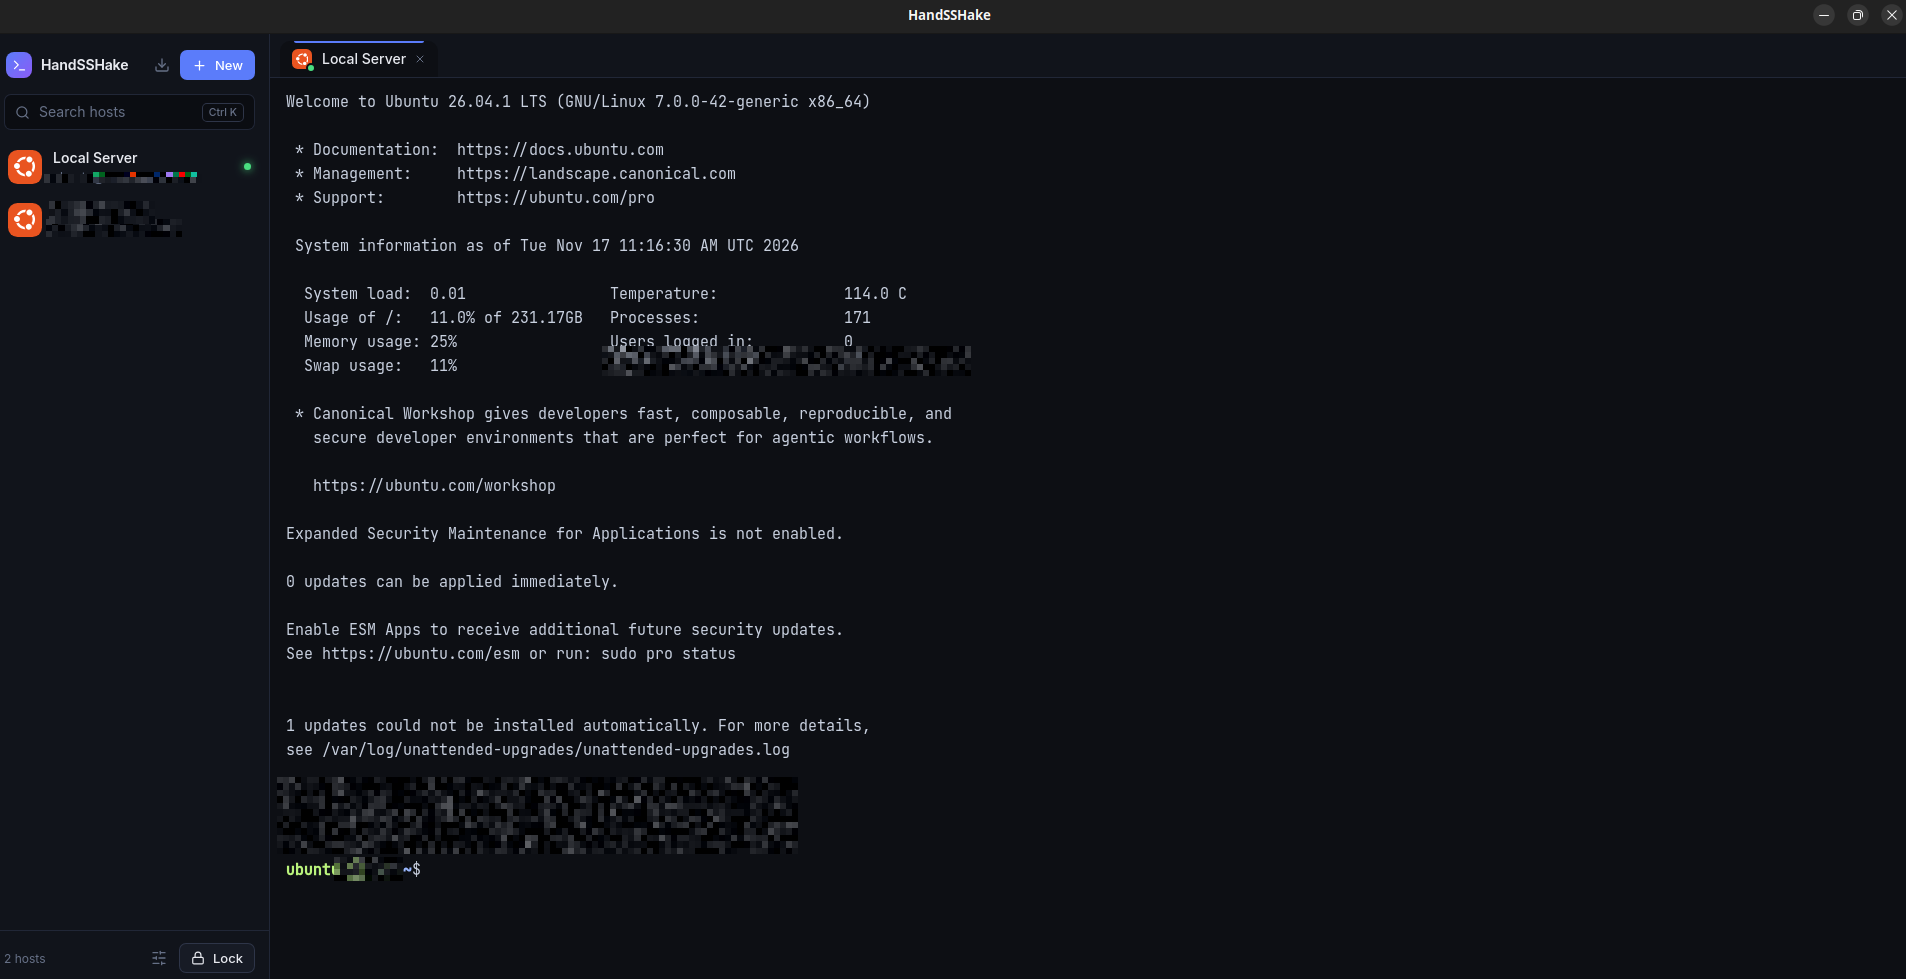 HandSSHake
HandSSHake
New
Search hosts
Ctrl K
Local Server
2 hosts
Lock
Local Server
Welcome to Ubuntu 26.04.1 LTS (GNU/Linux 7.0.0-42-generic x86_64)
* Documentation:  https://docs.ubuntu.com
* Management:     https://landscape.canonical.com
* Support:        https://ubuntu.com/pro
System information as of Tue Nov 17 11:16:30 AM UTC 2026
System load:  0.01                Temperature:              114.0 C
Usage of /:   11.0% of 231.17GB   Processes:                171
Memory usage: 25%                 Users logged in:          0
Swap usage:   11%
* Canonical Workshop gives developers fast, composable, reproducible, and
secure developer environments that are perfect for agentic workflows.
https://ubuntu.com/workshop
Expanded Security Maintenance for Applications is not enabled.
0 updates can be applied immediately.
Enable ESM Apps to receive additional future security updates.
See https://ubuntu.com/esm or run: sudo pro status
1 updates could not be installed automatically. For more details,
see /var/log/unattended-upgrades/unattended-upgrades.log
ubuntu ~$